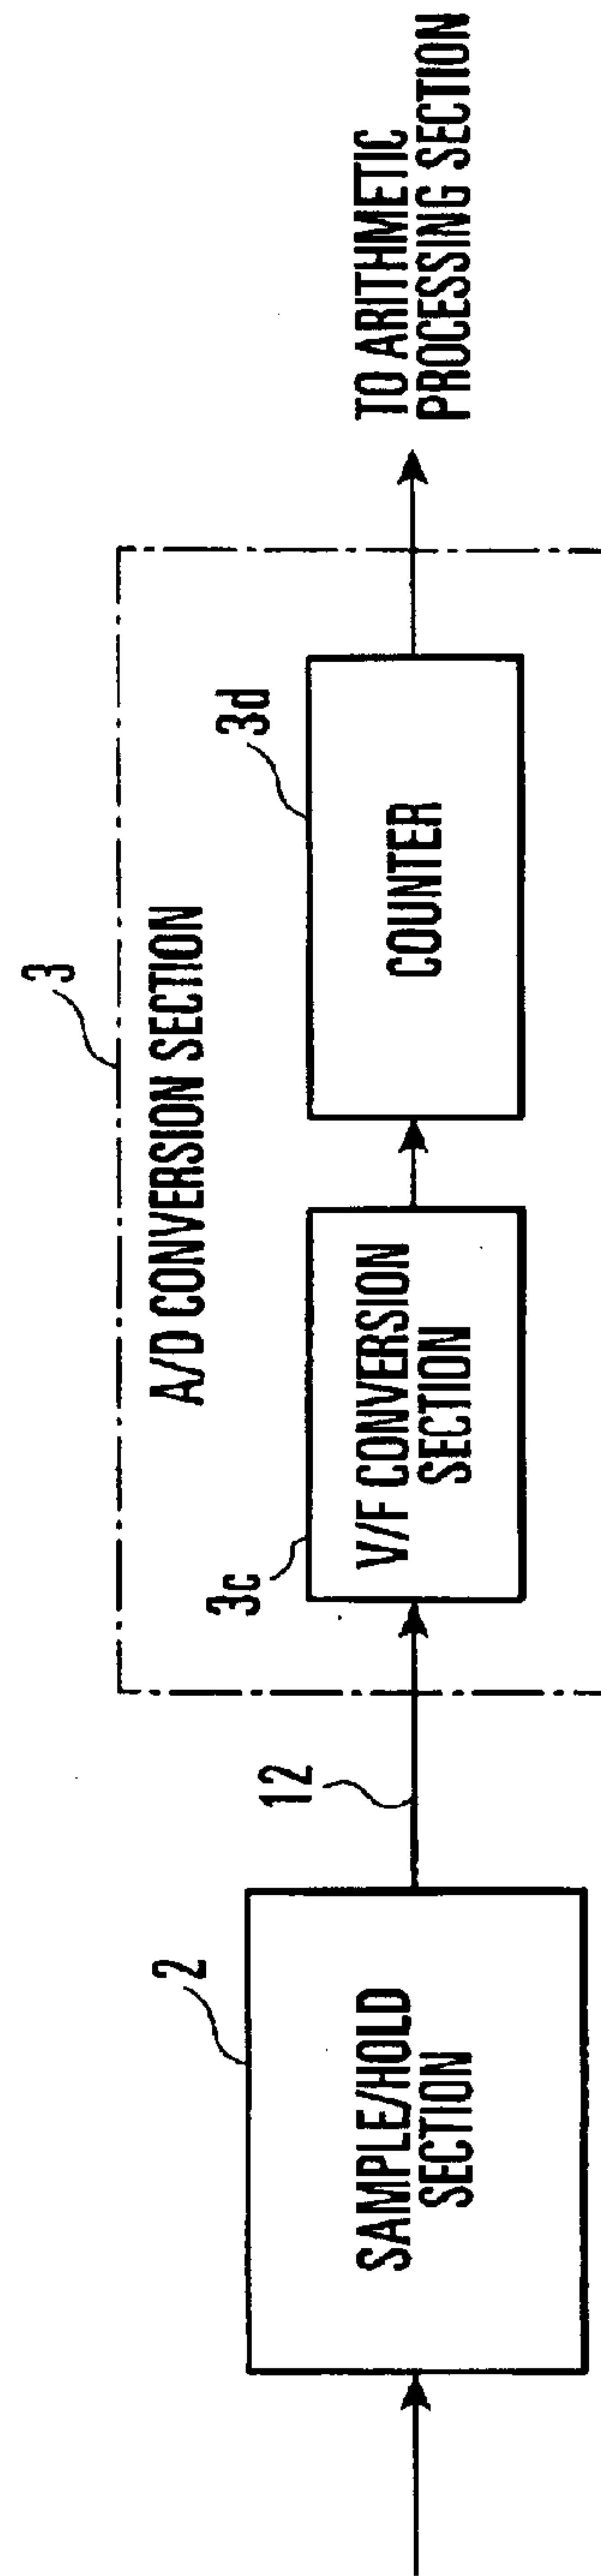 3
A/D CONVERSION SECTION
2
12
3c
3d
SAMPLE/HOLD
SECTION
V/F CONVERSION
SECTION
COUNTER
TO ARITHMETIC
PROCESSING SECTION